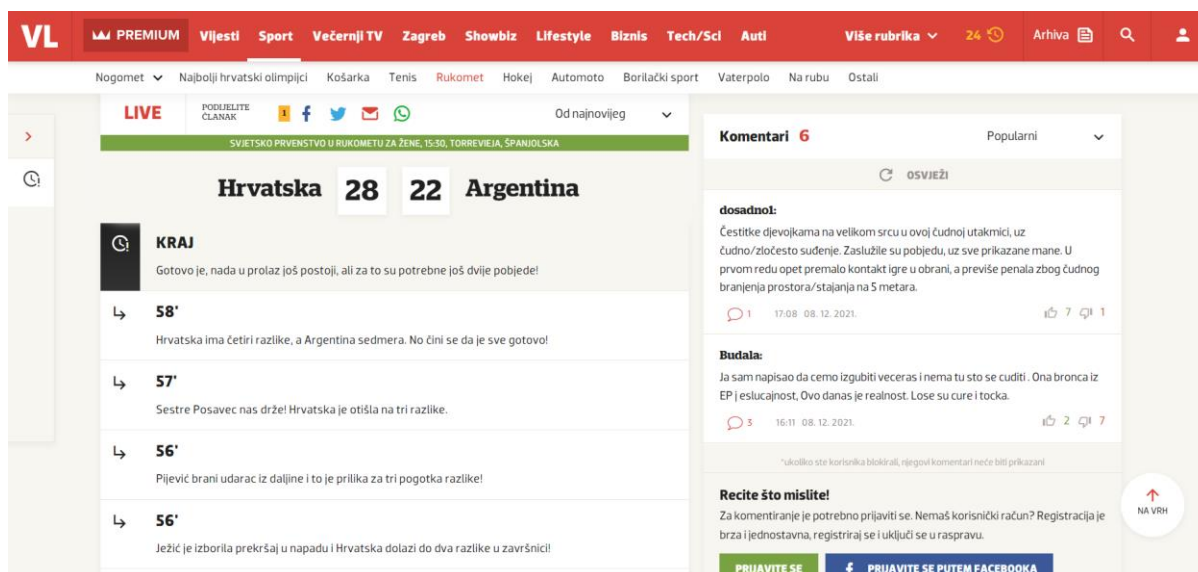 VL
PREMIUM Vijesti Sport Večernji TV Zagreb Showbiz Lifestyle Biznis Tech/Sci Auti Više rubrika 24 Arhiva
Nogomet Najbolji hrvatski olimpijci Košarka Tenis Rukomet Hokej Automoto Borilački sport Vaterpolo Na rubu Ostali
LIVE
PODIJELITE
ČLANAK
1
Od najnovijeg
SVJETSKO PRVENSTVO U RUKOMETU ZA ŽENE, 15:30, TORREVIEJA, ŠPANJOLSKA
Hrvatska 28 22 Argentina
KRAJ
Gotovo je, nada u prolaz još postoji, ali za to su potrebne još dvije pobjede!
58'
Hrvatska ima četiri razlike, a Argentina sedmera. No čini se da je sve gotovo!
57'
Sestre Posavec nas drže! Hrvatska je otišla na tri razlike.
56'
Pijević brani udarac iz daljine i to je prilika za tri pogotka razlike!
56'
Ježić je izborila prekršaj u napadu i Hrvatska dolazi do dva razlike u završnici!
Komentari 6
Popularni
OSVJEŽI
dosadno1:
Čestitke djevojkama na velikom srcu u ovoj čudnoj utakmici, uz
čudno/zločesto suđenje. Zaslužile su pobjedu, uz sve prikazane mane. U
prvom redu opet premalo kontakt igre u obrani, a previše penala zbog čudnog
branjenja prostora/stajanja na 5 metara.
1 17:08 08. 12. 2021. 7 1
Budala:
Ja sam napisao da cemo izgubiti veceras i nema tu sto se cuditi . Ona bronca iz
EP j eslucajnost, Ovo danas je realnost. Lose su cure i tocka.
3 16:11 08. 12. 2021. 2 7
*ukoliko ste korisnika blokirali, njegovi komentari neće biti prikazani
Recite što mislite!
Za komentiranje je potrebno prijaviti se. Nemaš korisnički račun? Registracija je
brza i jednostavna, registriraj se i uključi se u raspravu.
PRIJAVITE SE
PRIJAVITE SE PUTEM FACEBOOKA
NA VRH